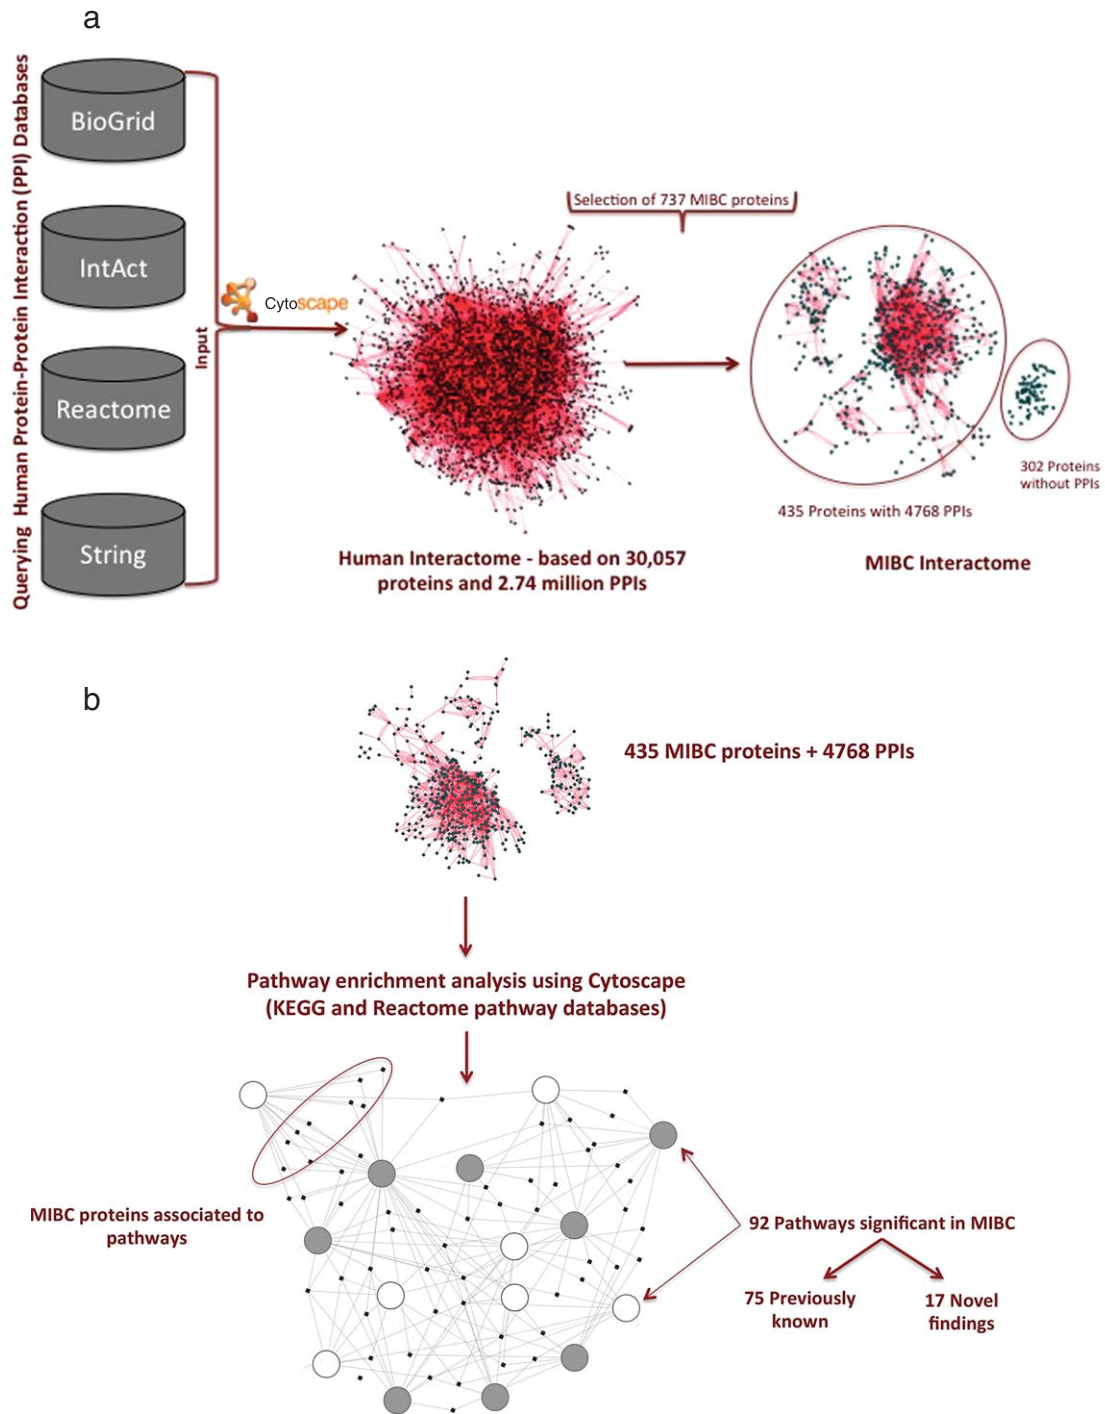 a
Querying Human Protein-Protein Interaction (PPI) Databases
BioGrid
IntAct
Reactome
String
Input
Cytoscape
Selection of 737 MIBC proteins
Human Interactome - based on 30,057
proteins and 2.74 million PPIs
435 Proteins with 4768 PPIs
302 Proteins
without PPIs
MIBC Interactome
b
435 MIBC proteins + 4768 PPIs
Pathway enrichment analysis using Cytoscape
(KEGG and Reactome pathway databases)
MIBC proteins associated to
pathways
92 Pathways significant in MIBC
75 Previously
known
17 Novel
findings